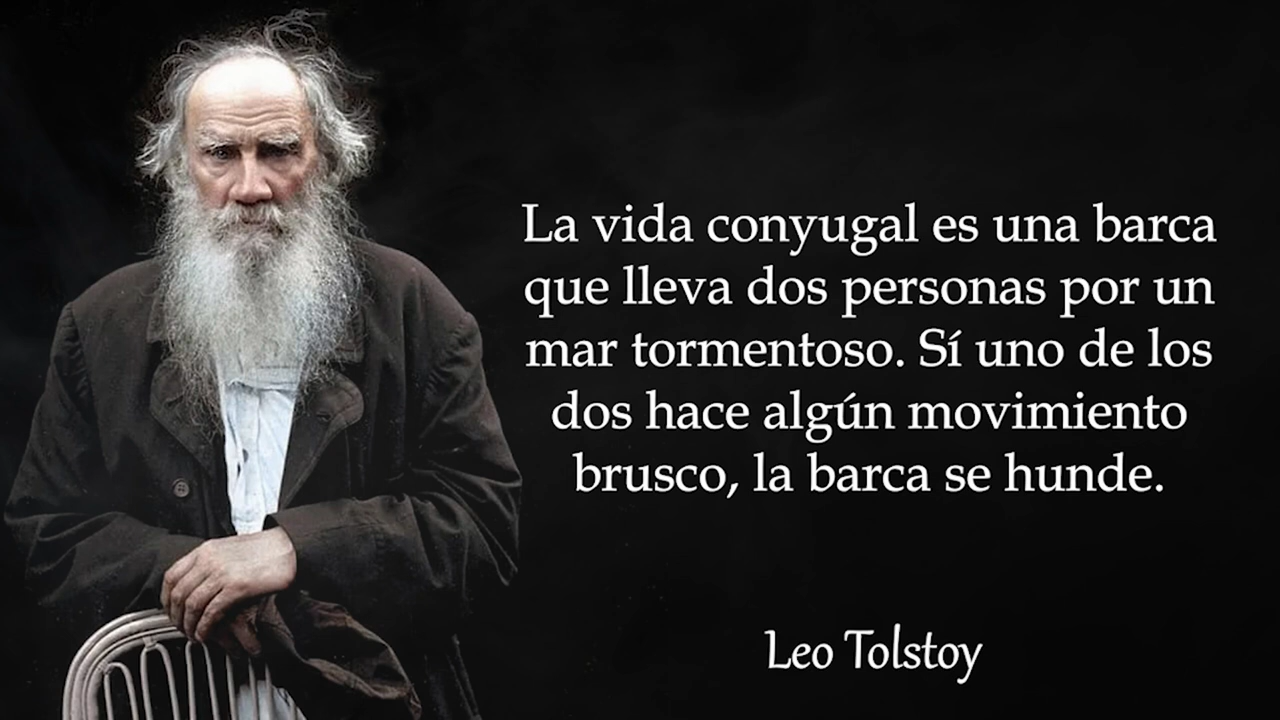 La vida conyugal es una barca
que lleva dos personas por un
mar tormentoso. Sí uno de los
dos hace algún movimiento
brusco, la barca se hunde.
Leo Tolstoy